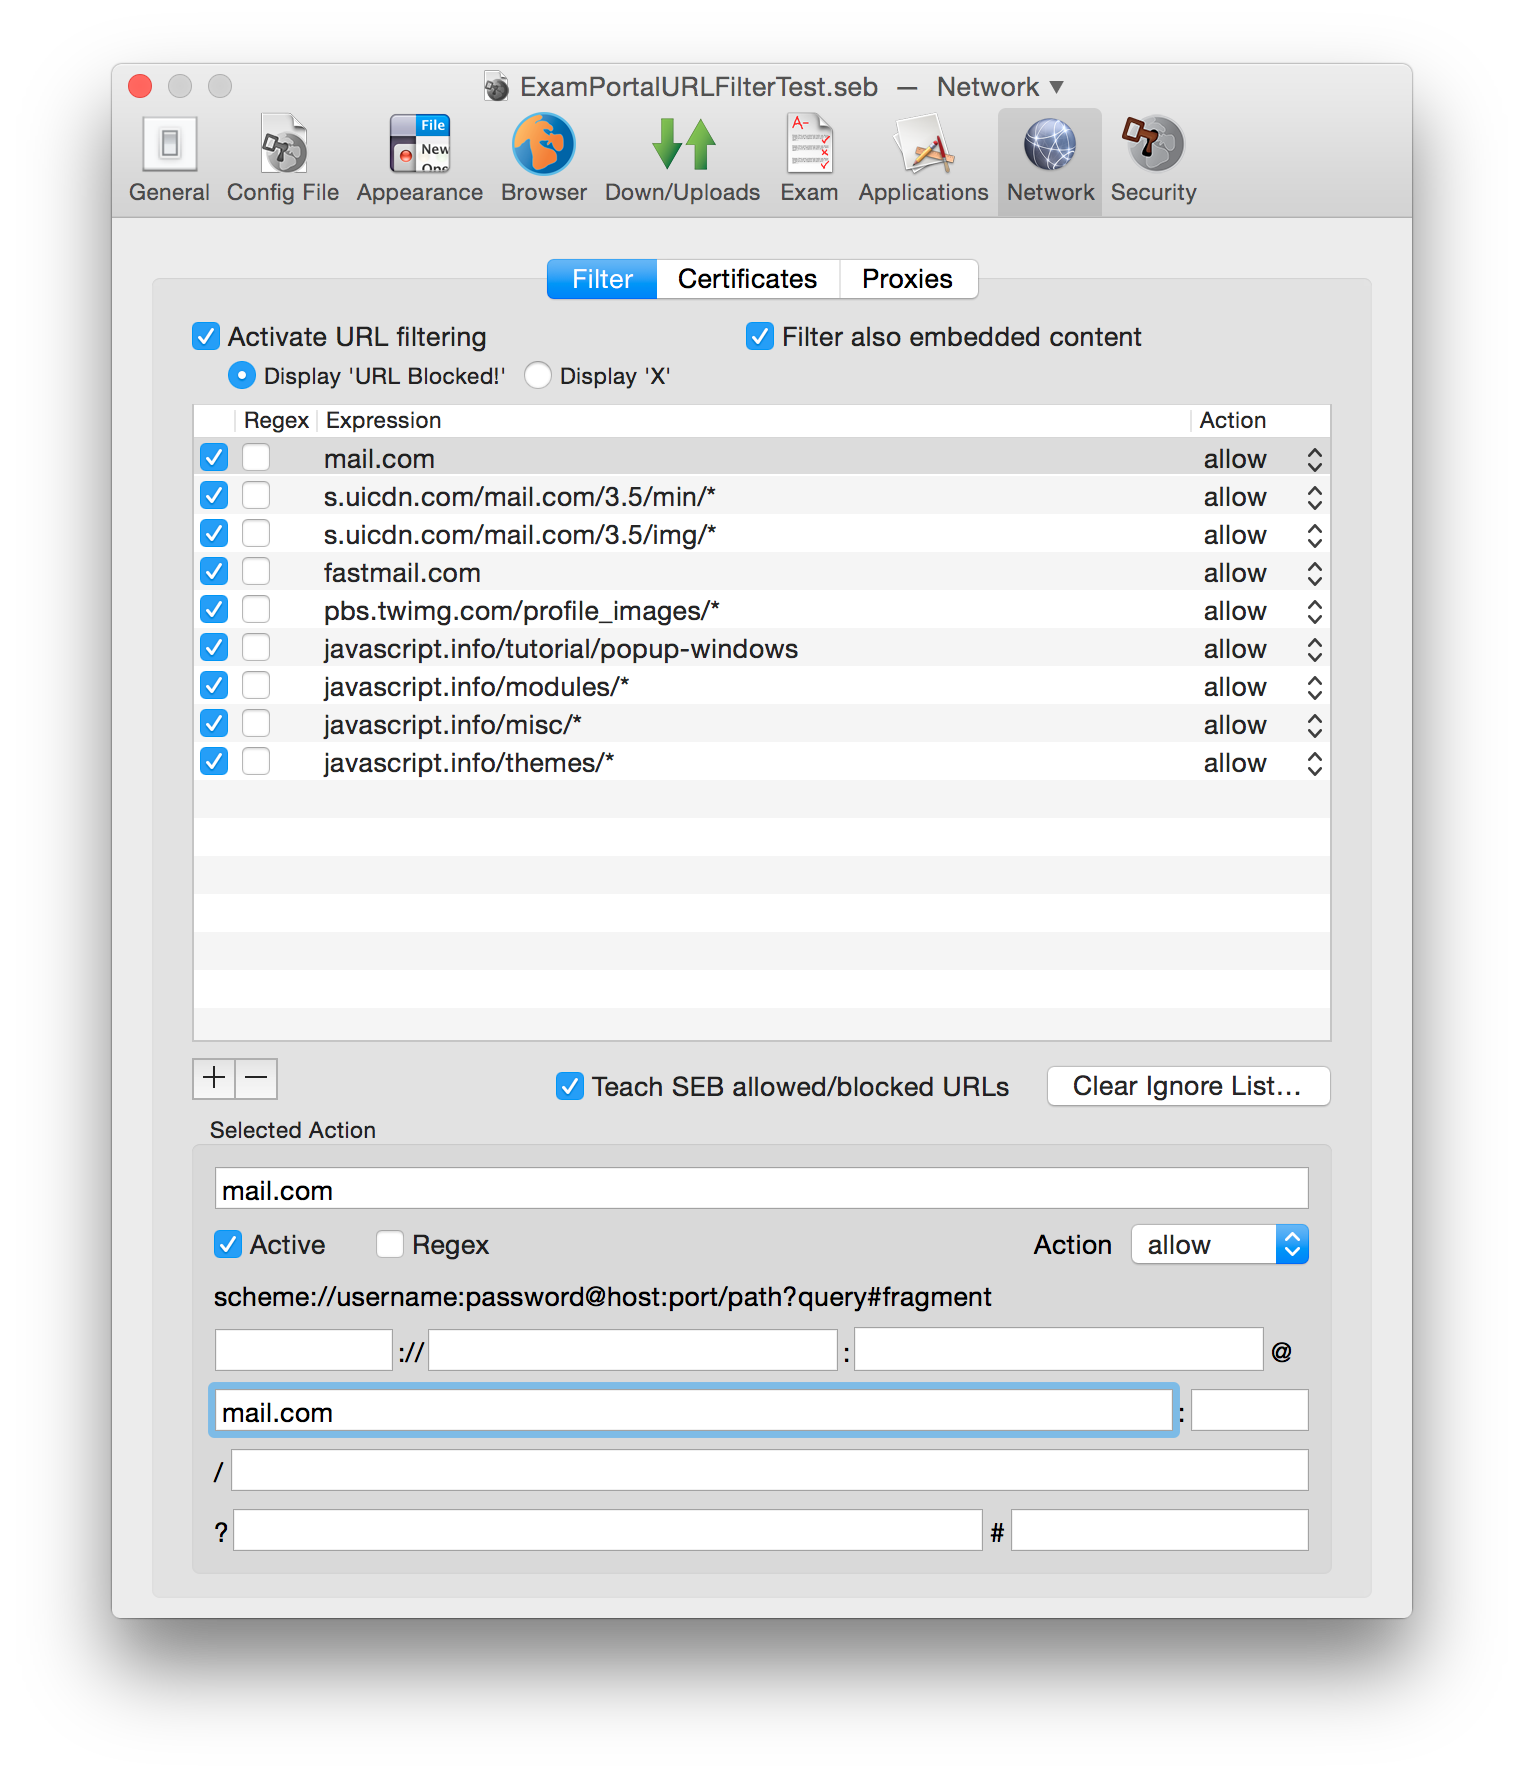 ExamPortalURLFilterTest.seb — Network ▼
A-
File
New
General Config File Appearance Browser Down/Uploads Exam Applications Network Security
Filter Certificates Proxies
Activate URL filtering Filter also embedded content
Display 'URL Blocked!' Display 'X'
Regex Expression Action
mail.com allow
s.uicdn.com/mail.com/3.5/min/* allow
s.uicdn.com/mail.com/3.5/img/* allow
fastmail.com allow
pbs.twimg.com/profile_images/* allow
javascript.info/tutorial/popup-windows allow
javascript.info/modules/* allow
javascript.info/misc/* allow
javascript.info/themes/* allow
+ −
Teach SEB allowed/blocked URLs Clear Ignore List...
Selected Action
mail.com
Active Regex Action allow
scheme://username:password@host:port/path?query#fragment
:// : @
mail.com :
/
? #